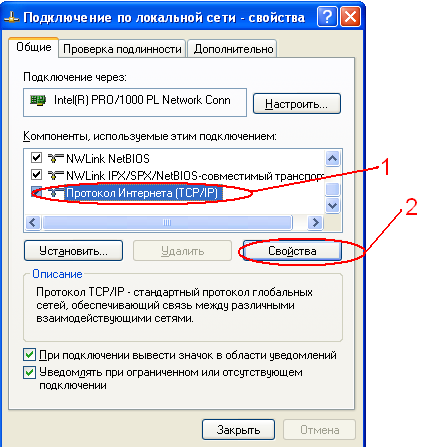 Подключение по локальной сети - свойства
Общие Проверка подлинности Дополнительно
Подключение через:
Intel(R) PRO/1000 PL Network Conn
Настроить...
Компоненты, используемые этим подключением:
NWLink NetBIOS
NWLink IPX/SPX/NetBIOS-совместимый транспорт
Протокол Интернета (TCP/IP)
1
Установить... Удалить Свойства
2
Описание
Протокол TCP/IP - стандартный протокол глобальных
сетей, обеспечивающий связь между различными
взаимодействующими сетями.
При подключении вывести значок в области уведомлений
Уведомлять при ограниченном или отсутствующем
подключении
Закрыть Отмена